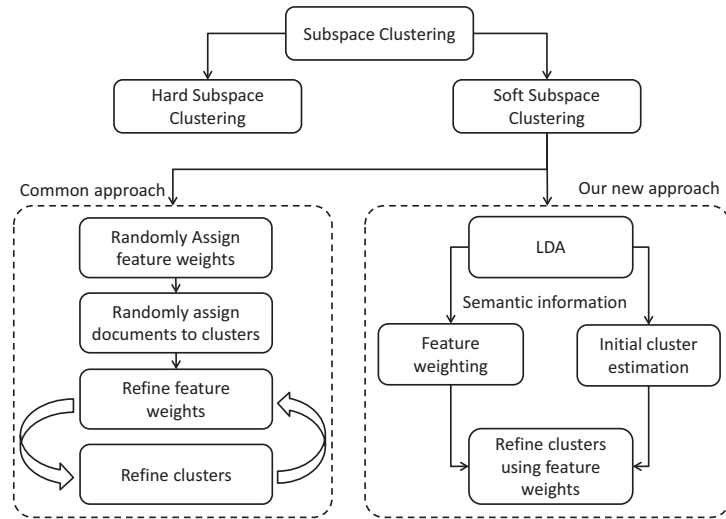 Subspace Clustering
Hard Subspace
Clustering
Soft Subspace
Clustering
Common approach
Our new approach
Randomly Assign
feature weights
Randomly assign
documents to clusters
Refine feature
weights
Refine clusters
LDA
Semantic information
Feature
weighting
Initial cluster
estimation
Refine clusters
using feature
weights